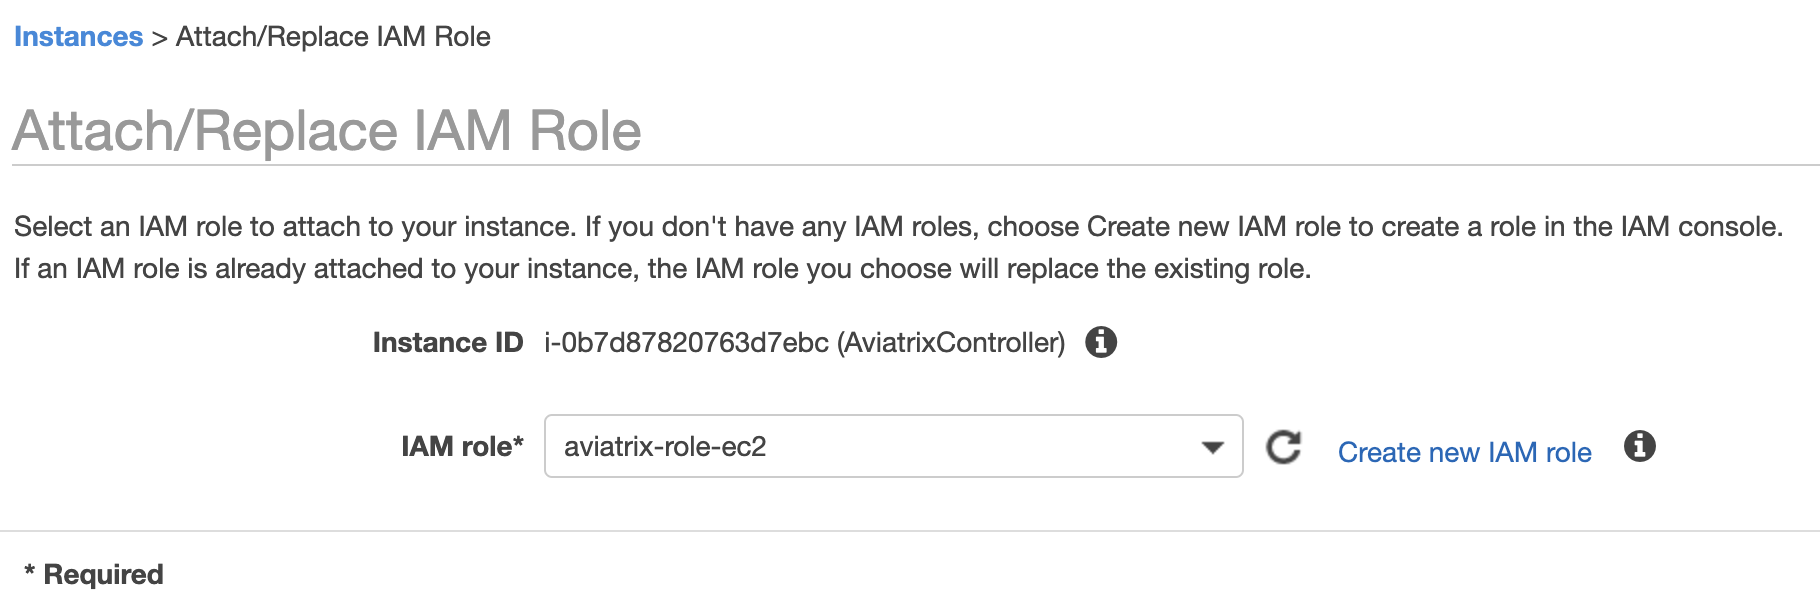 Instances > Attach/Replace IAM Role
Attach/Replace IAM Role
Select an IAM role to attach to your instance. If you don't have any IAM roles, choose Create new IAM role to create a role in the IAM console.
If an IAM role is already attached to your instance, the IAM role you choose will replace the existing role.
Instance ID i-0b7d87820763d7ebc (AviatrixController)
IAM role* aviatrix-role-ec2 Create new IAM role
* Required